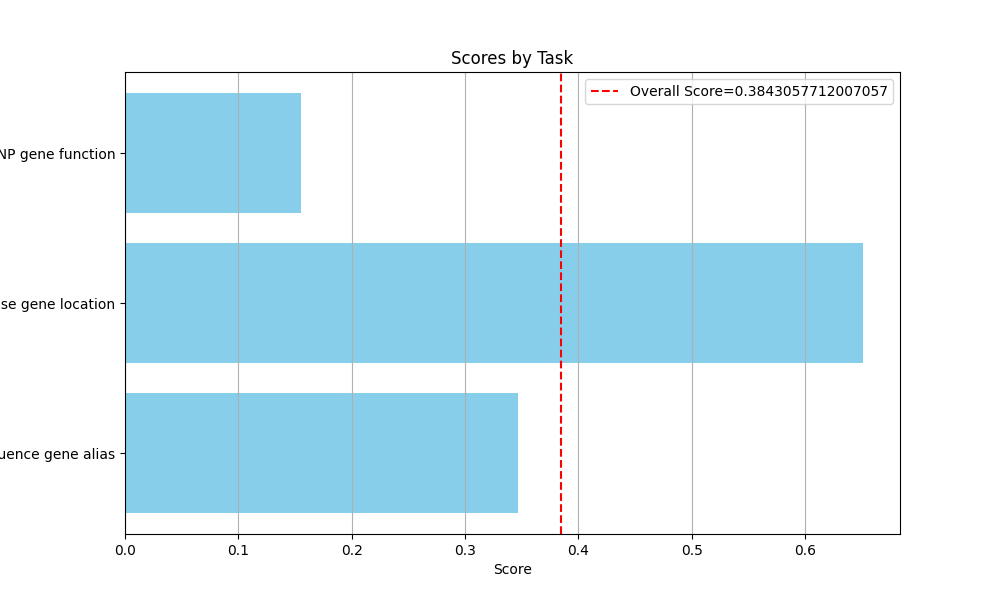 Scores by Task
Overall Score=0.3843057712007057
NP gene function
se gene location
uence gene alias
0.0 0.1 0.2 0.3 0.4 0.5 0.6
Score